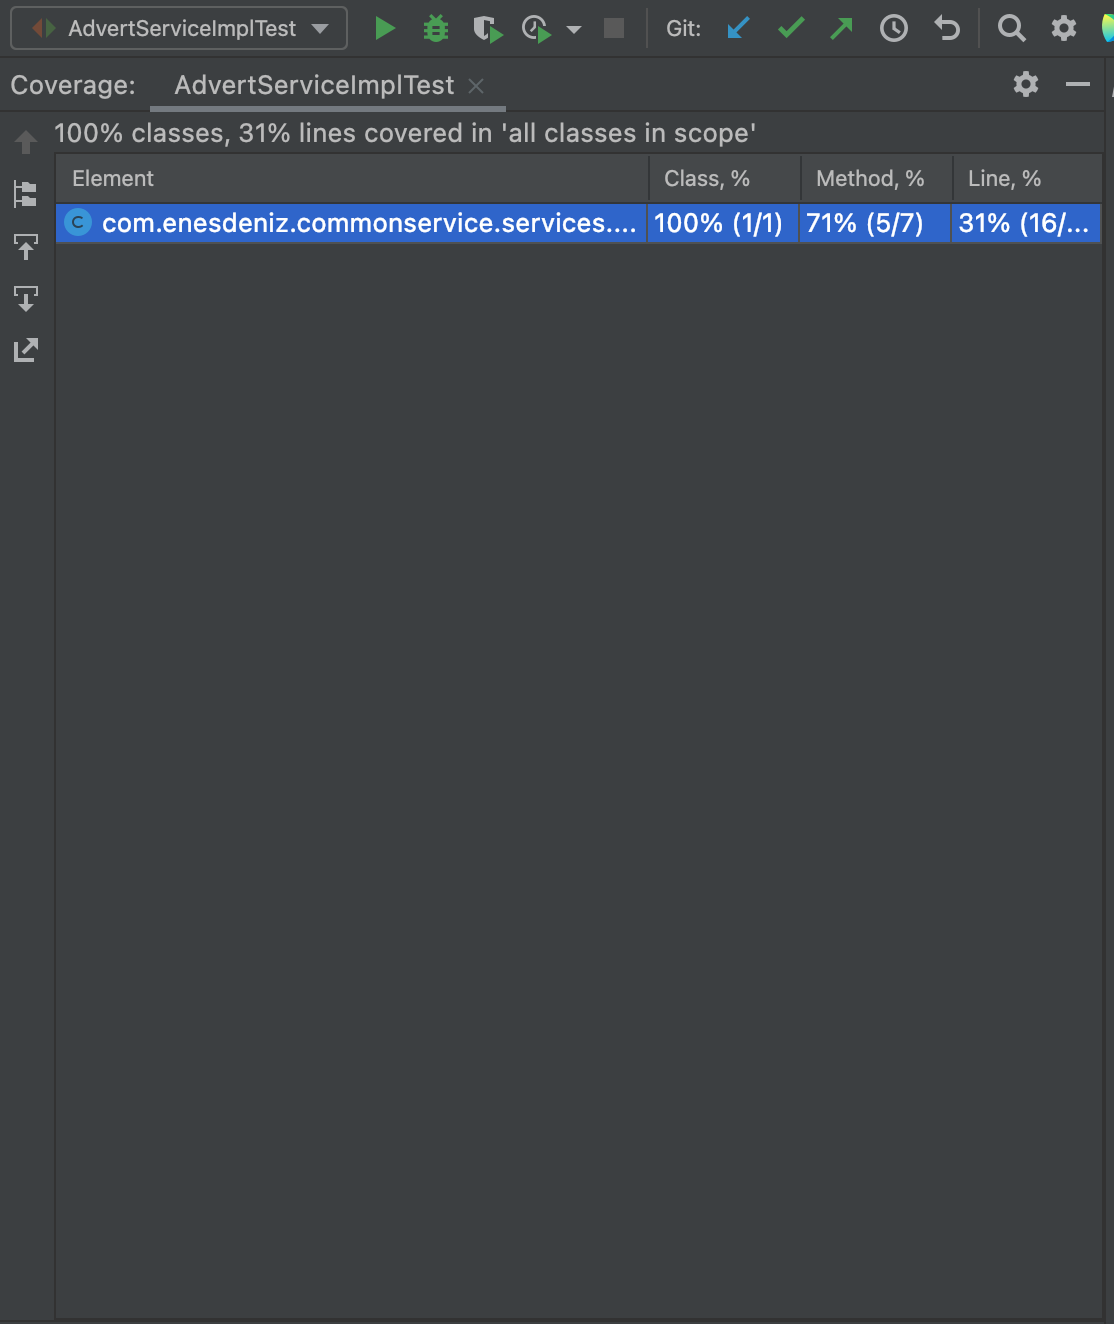 AdvertServiceImplTest Git:
Coverage: AdvertServiceImplTest
100% classes, 31% lines covered in 'all classes in scope'
Element Class, % Method, % Line, %
C com.enesdeniz.commonservice.services.... 100% (1/1) 71% (5/7) 31% (16/...